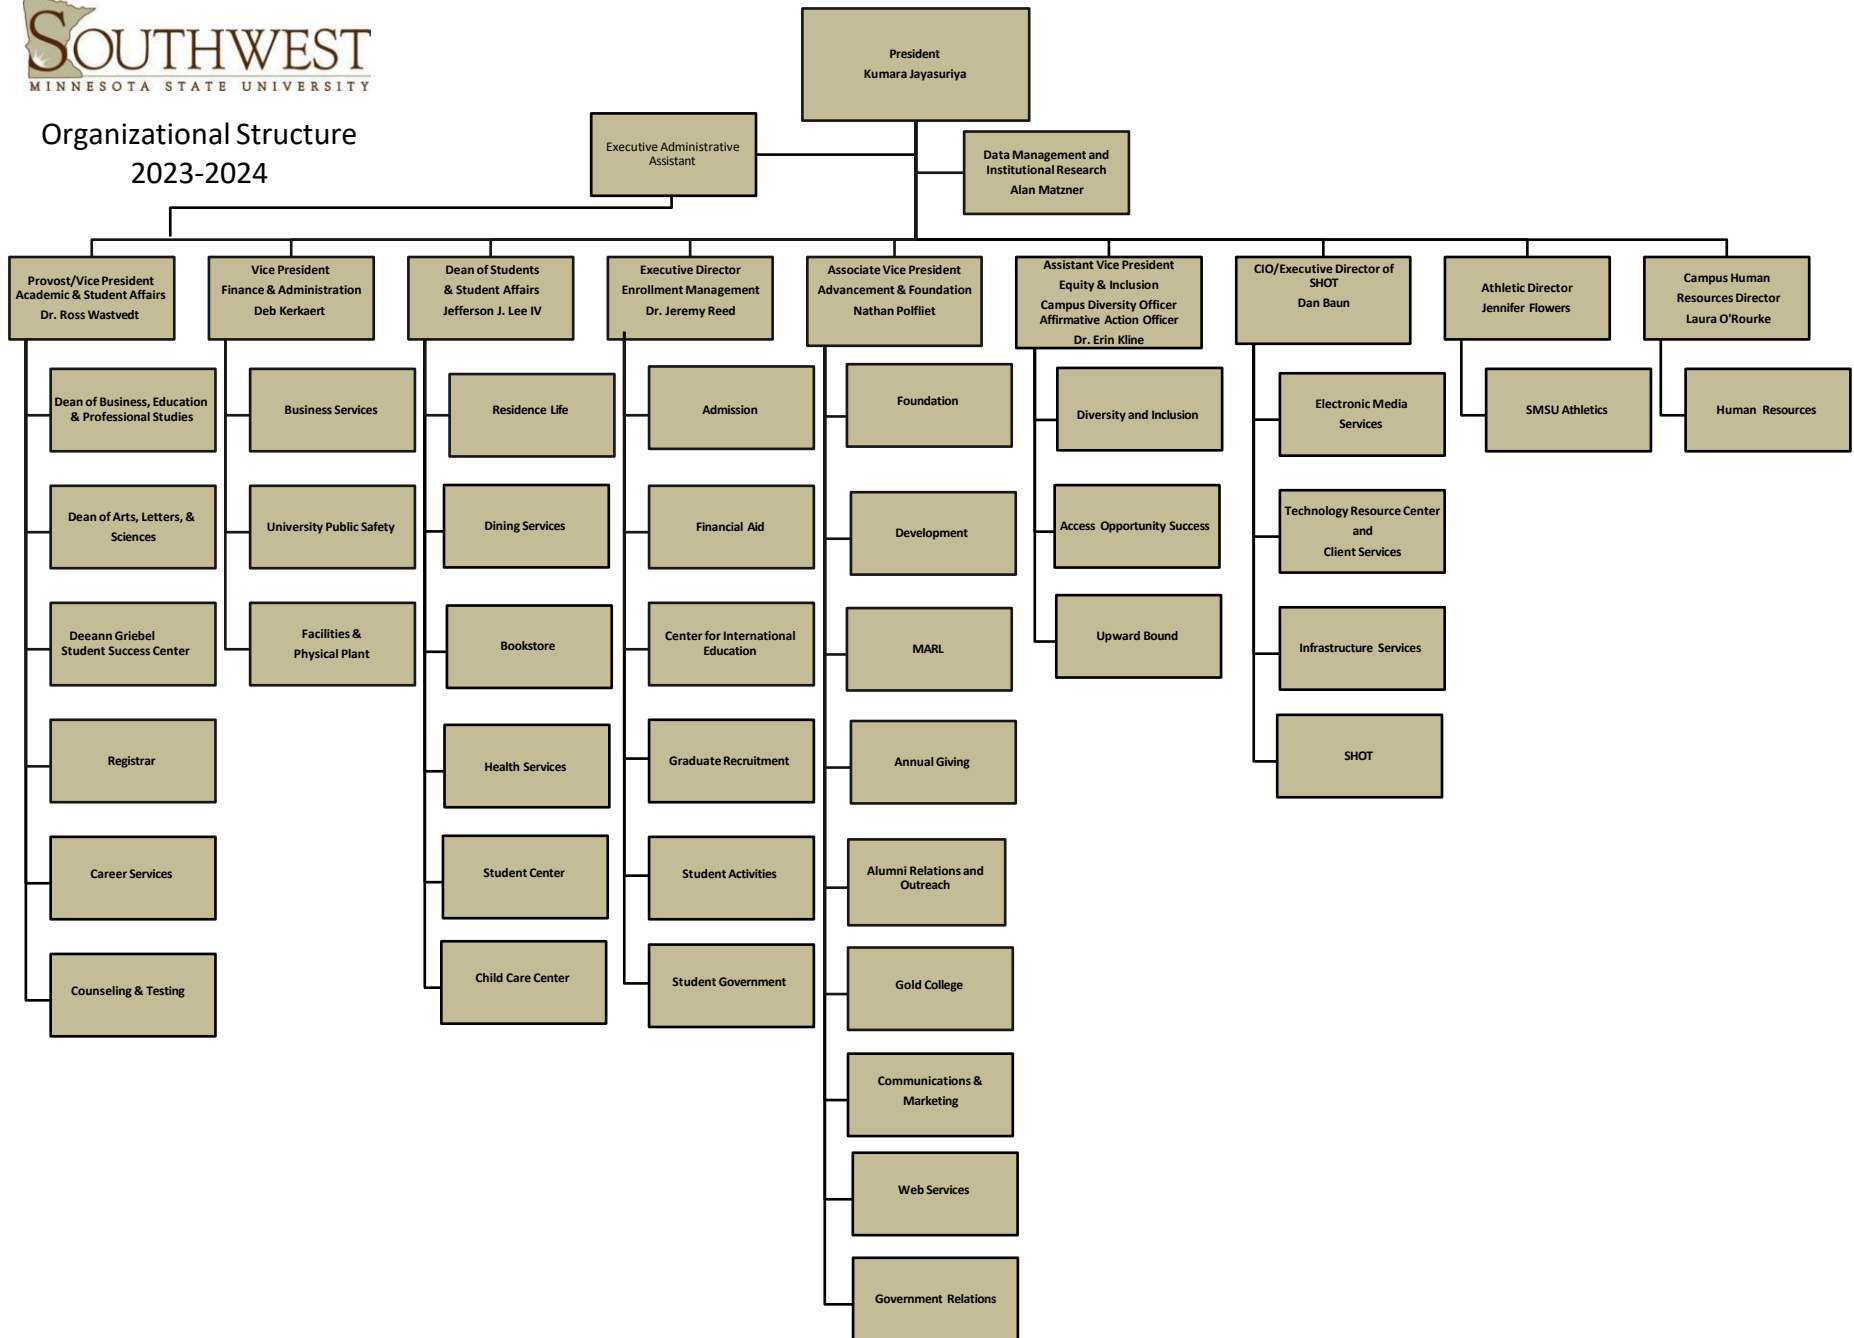 SOUTHWEST
MINNESOTA STATE UNIVERSITY
Organizational Structure
2023-2024
President
Kumara Jayasuriya
Executive Administrative
Assistant
Data Management and
Institutional Research
Alan Matzner
Provost/Vice President
Academic & Student Affairs
Dr. Ross Wastvedt
Vice President
Finance & Administration
Deb Kerkaert
Dean of Students
& Student Affairs
Jefferson J. Lee IV
Executive Director
Enrollment Management
Dr. Jeremy Reed
Associate Vice President
Advancement & Foundation
Nathan Polfliet
Assistant Vice President
Equity & Inclusion
Campus Diversity Officer
Affirmative Action Officer
Dr. Erin Kline
CIO/Executive Director of
SHOT
Dan Baun
Athletic Director
Jennifer Flowers
Campus Human
Resources Director
Laura O'Rourke
Dean of Business, Education
& Professional Studies
Dean of Arts, Letters, &
Sciences
Deeann Griebel
Student Success Center
Registrar
Career Services
Counseling & Testing
Business Services
University Public Safety
Facilities &
Physical Plant
Residence Life
Dining Services
Bookstore
Health Services
Student Center
Child Care Center
Admission
Financial Aid
Center for International
Education
Graduate Recruitment
Student Activities
Student Government
Foundation
Development
MARL
Annual Giving
Alumni Relations and
Outreach
Gold College
Communications &
Marketing
Web Services
Government Relations
Diversity and Inclusion
Access Opportunity Success
Upward Bound
Electronic Media
Services
Technology Resource Center
and
Client Services
Infrastructure Services
SHOT
SMSU Athletics
Human Resources